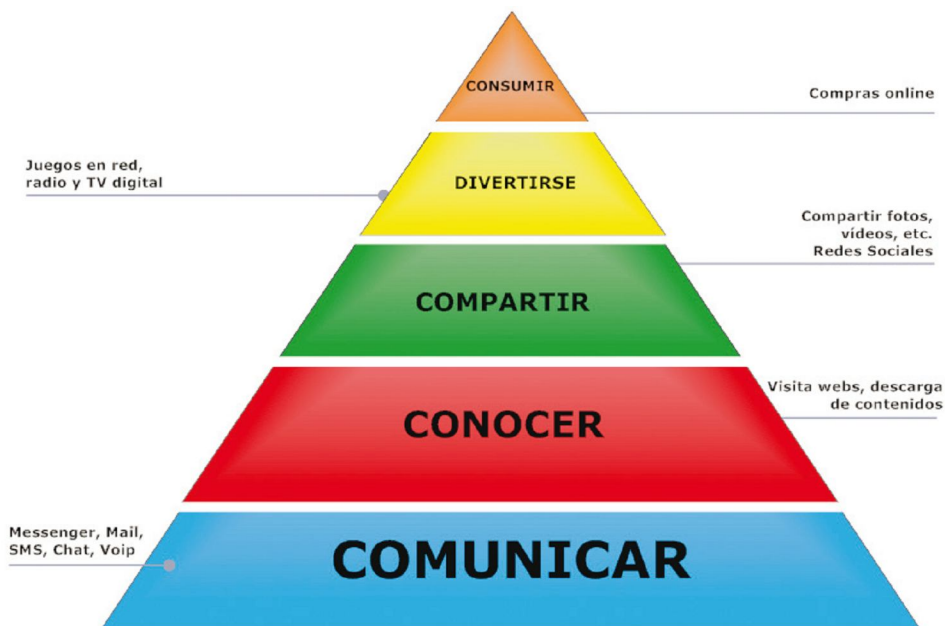 CONSUMIR
Compras online
Juegos en red,
radio y TV digital
DIVERTIRSE
Compartir fotos,
vídeos, etc.
Redes Sociales
COMPARTIR
Visita webs, descarga
de contenidos
CONOCER
Messenger, Mail,
SMS, Chat, Voip
COMUNICAR